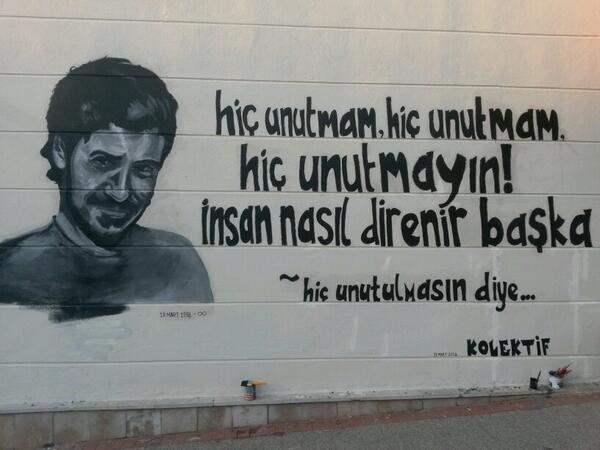 hiç unutmam, hiç unutmam,
hiç unutmayın!
insan nasıl direnir başka
~hiç unutulmasın diye...
KOLEKTİF